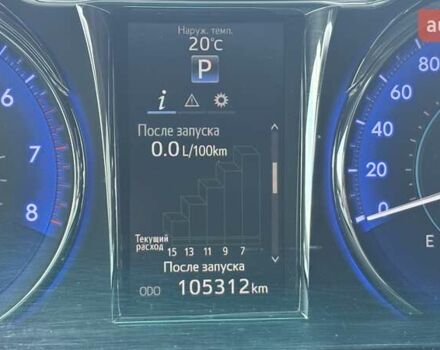 Наруж. темп.
20°C
P
i
После запуска
0.0 L/100km
Текущий
расход
15 13 11 9 7
После запуска
ODO 105312 km
6
7
8
80
60
40
20
0
E
au